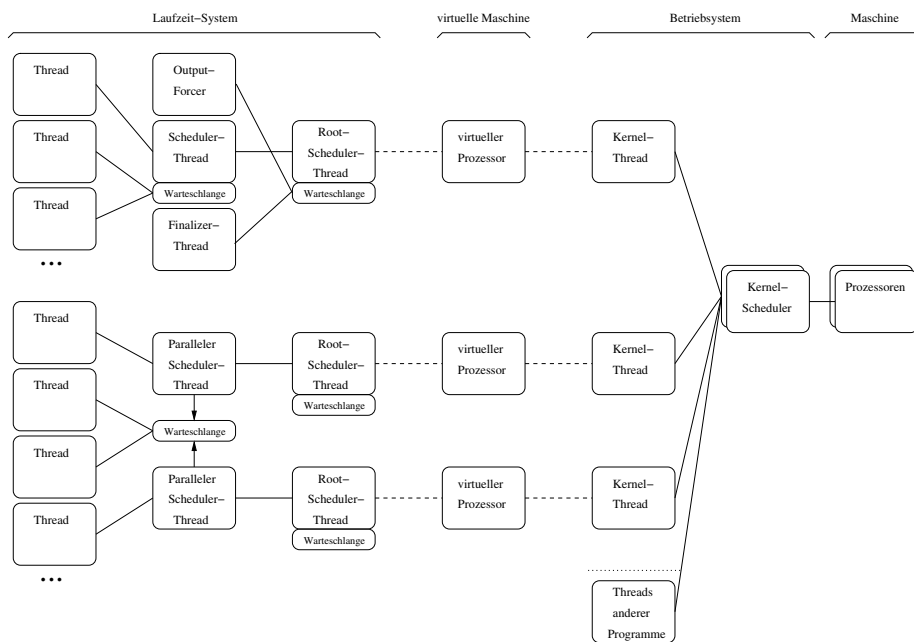 Laufzeit–System
virtuelle Maschine
Betriebsystem
Maschine
Thread
Thread
Thread
•••
Output–
Forcer
Scheduler–
Thread
Warteschlange
Finalizer–
Thread
Root–
Scheduler–
Thread
Warteschlange
virtueller
Prozessor
Kernel–
Thread
Kernel–
Scheduler
Prozessoren
Thread
Thread
Thread
Thread
•••
Paralleler
Scheduler–
Thread
Warteschlange
Paralleler
Scheduler–
Thread
Root–
Scheduler–
Thread
Warteschlange
Root–
Scheduler–
Thread
Warteschlange
virtueller
Prozessor
virtueller
Prozessor
Kernel–
Thread
Kernel–
Thread
Threads
anderer
Programme